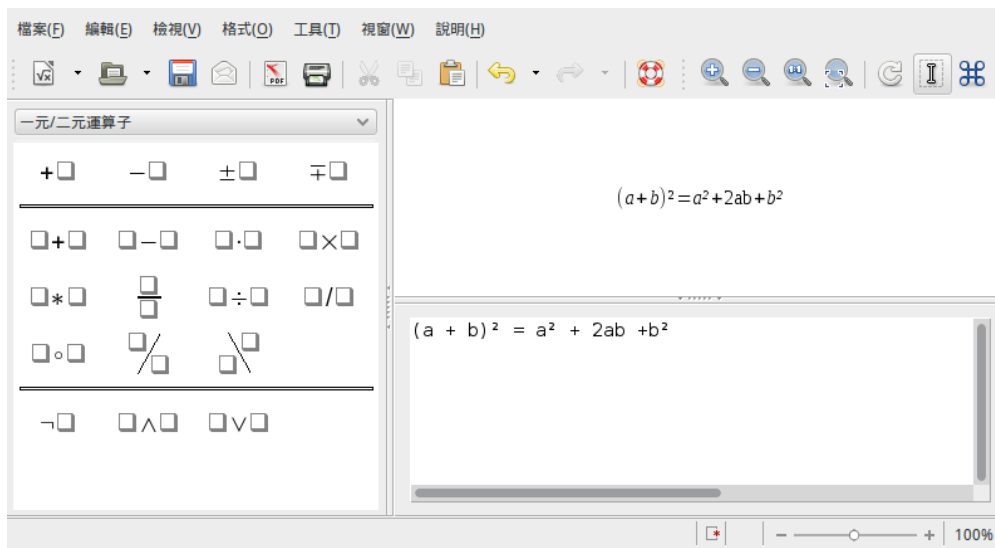 檔案(F) 編輯(E) 檢視(V) 格式(O) 工具(T) 視窗(W) 說明(H)
PDF
一元/二元運算子
+□ −□ ±□ ∓□
□+□ □−□ □·□ □×□
□∗□ □/□ □÷□ □/□
□∘□ □/□ □\□
¬□ □∧□ □∨□
(a+b)²=a²+2ab+b²
(a + b)² = a² + 2ab +b²
100%